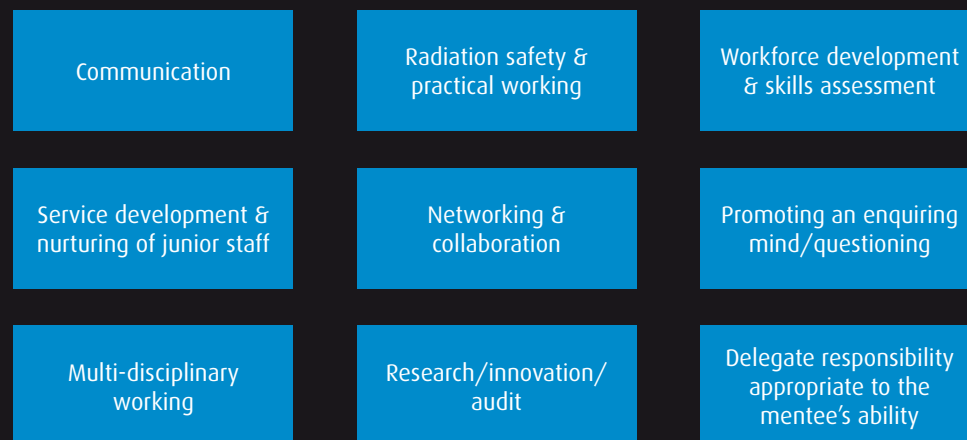 Communication
Radiation safety &
practical working
Workforce development
& skills assessment
Service development &
nurturing of junior staff
Networking &
collaboration
Promoting an enquiring
mind/questioning
Multi-disciplinary
working
Research/innovation/
audit
Delegate responsibility
appropriate to the
mentee's ability